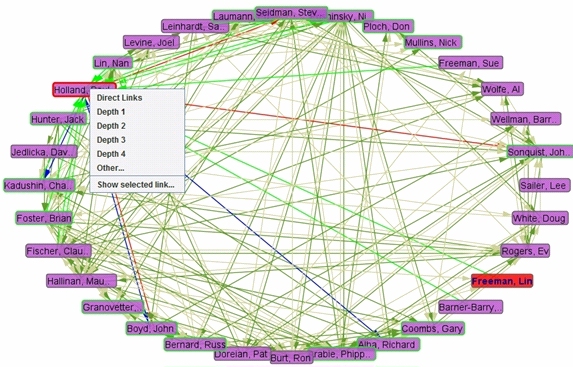 Laumann,
Seidman, Stev..
ninsky, Ni
Leinhardt, Sa..
Ploch, Don
Levine, Joel
Mullins, Nick
Lin, Nan
Freeman, Sue
Holland,
Wolfe, Al
Direct Links
Depth 1
Depth 2
Depth 3
Depth 4
Other...
Show selected link...
Hunter, Jack
Wellman, Barr..
Jedlicka, Dav..
Sonquist, Joh..
Kadushin, Cha..
Sailer, Lee
Foster, Brian
White, Doug
Fischer, Clau..
Rogers, Ev
Hallinan, Mau..
Freeman, Lin
Granovetter,
Barner-Barry,..
Boyd, John
Coombs, Gary
Bernard, Russ
Alba, Richard
Doreian, Pat
Burt, Ron
rable, Phipp..